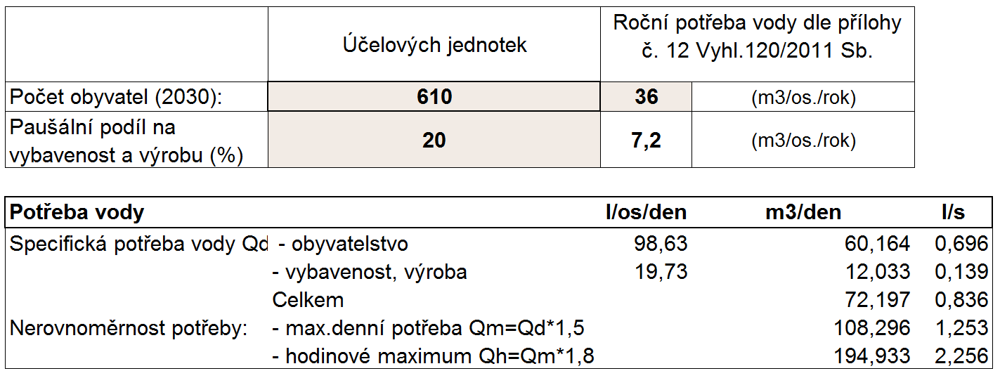 Účelových jednotek
Roční potřeba vody dle přílohy
č. 12 Vyhl.120/2011 Sb.
Počet obyvatel (2030): 610 36 (m3/os./rok)
Paušální podíl na
vybavenost a výrobu (%) 20 7,2 (m3/os./rok)
Potřeba vody l/os/den m3/den l/s
Specifická potřeba vody Qd - obyvatelstvo 98,63 60,164 0,696
- vybavenost, výroba 19,73 12,033 0,139
Celkem 72,197 0,836
Nerovnoměrnost potřeby: - max.denní potřeba Qm=Qd*1,5 108,296 1,253
- hodinové maximum Qh=Qm*1,8 194,933 2,256